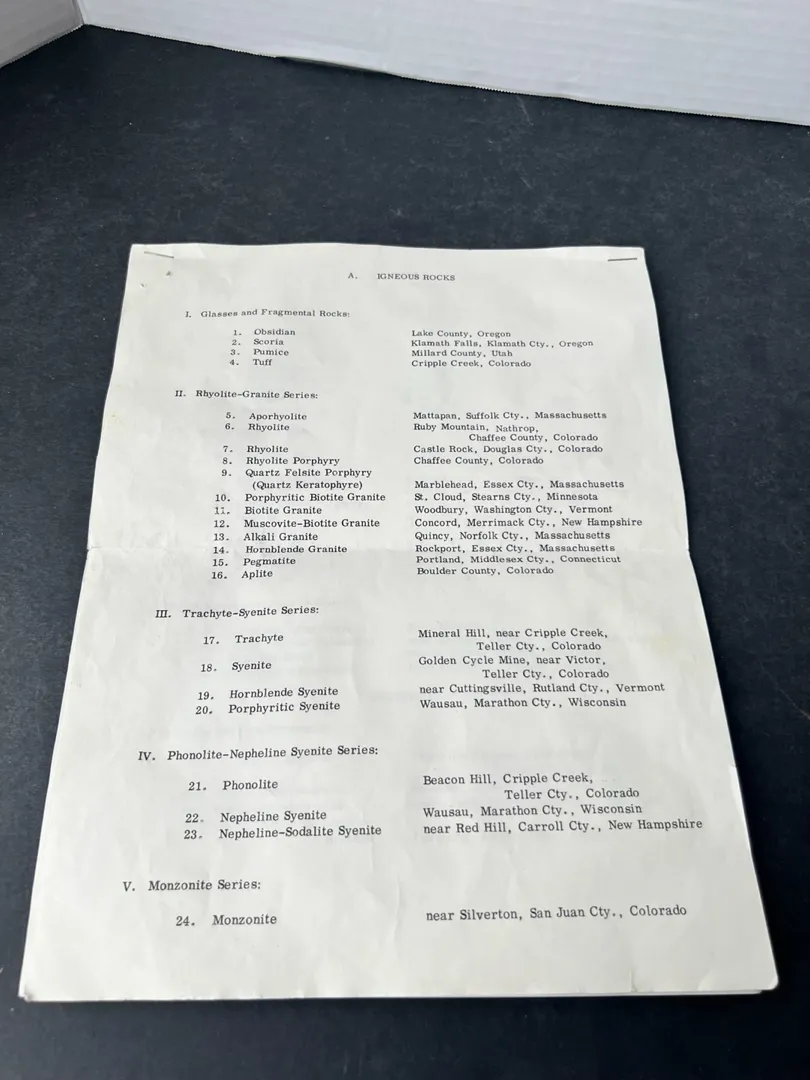 A. IGNEOUS ROCKS
I. Glasses and Fragmental Rocks:
1. Obsidian Lake County, Oregon
2. Scoria Klamath Falls, Klamath Cty., Oregon
3. Pumice Millard County, Utah
4. Tuff Cripple Creek, Colorado
II. Rhyolite-Granite Series:
5. Aporhyolite Mattapan, Suffolk Cty., Massachusetts
6. Rhyolite Ruby Mountain, Nathrop,
Chaffee County, Colorado
7. Rhyolite Castle Rock, Douglas Cty., Colorado
8. Rhyolite Porphyry Chaffee County, Colorado
9. Quartz Felsite Porphyry
(Quartz Keratophyre) Marblehead, Essex Cty., Massachusetts
10. Porphyritic Biotite Granite St. Cloud, Stearns Cty., Minnesota
11. Biotite Granite Woodbury, Washington Cty., Vermont
12. Muscovite-Biotite Granite Concord, Merrimack Cty., New Hampshire
13. Alkali Granite Quincy, Norfolk Cty., Massachusetts
14. Hornblende Granite Rockport, Essex Cty., Massachusetts
15. Pegmatite Portland, Middlesex Cty., Connecticut
16. Aplite Boulder County, Colorado
III. Trachyte-Syenite Series:
17. Trachyte Mineral Hill, near Cripple Creek,
Teller Cty., Colorado
18. Syenite Golden Cycle Mine, near Victor,
Teller Cty., Colorado
19. Hornblende Syenite near Cuttingsville, Rutland Cty., Vermont
20. Porphyritic Syenite Wausau, Marathon Cty., Wisconsin
IV. Phonolite-Nepheline Syenite Series:
21. Phonolite Beacon Hill, Cripple Creek,
Teller Cty., Colorado
22. Nepheline Syenite Wausau, Marathon Cty., Wisconsin
23. Nepheline-Sodalite Syenite near Red Hill, Carroll Cty., New Hampshire
V. Monzonite Series:
24. Monzonite near Silverton, San Juan Cty., Colorado